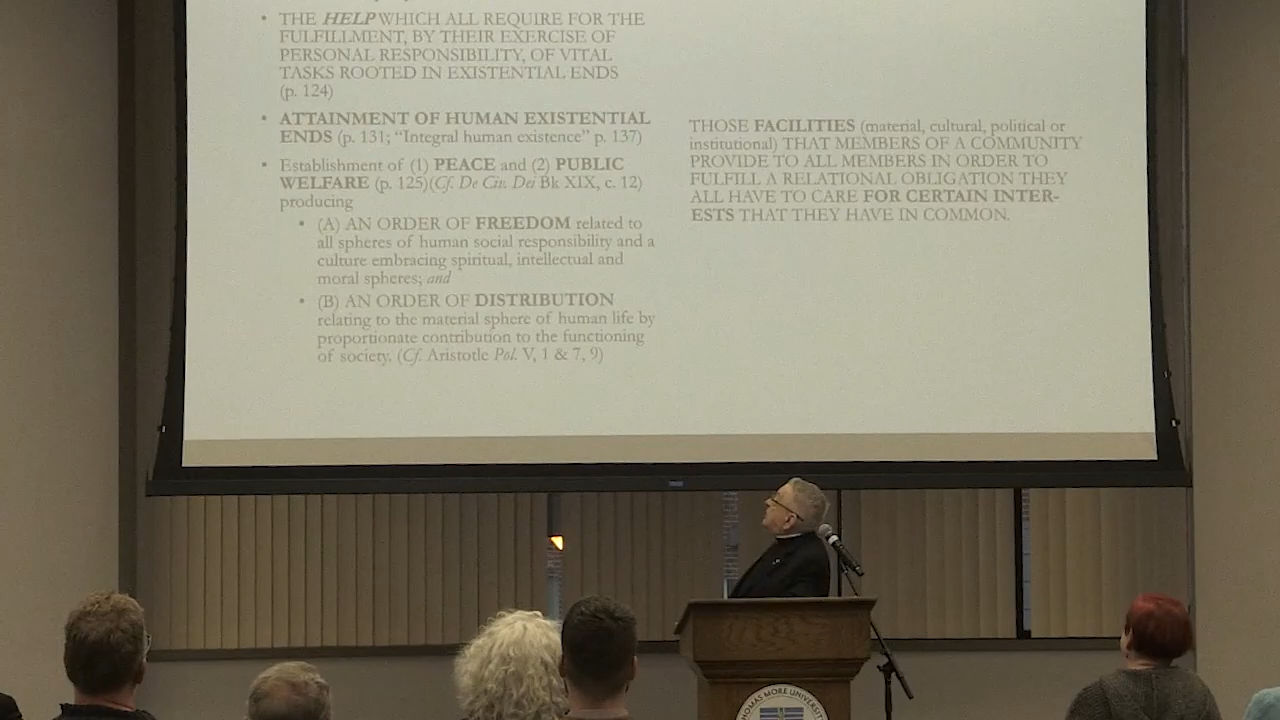 • THE HELP WHICH ALL REQUIRE FOR THE
FULFILLMENT, BY THEIR EXERCISE OF
PERSONAL RESPONSIBILITY, OF VITAL
TASKS ROOTED IN EXISTENTIAL ENDS
(p. 124)
• ATTAINMENT OF HUMAN EXISTENTIAL
ENDS (p. 131; “Integral human existence” p. 137)
• Establishment of (1) PEACE and (2) PUBLIC
WELFARE (p. 125)(Cf. De Civ. Dei Bk XIX, c. 12)
producing
• (A) AN ORDER OF FREEDOM related to
all spheres of human social responsibility and a
culture embracing spiritual, intellectual and
moral spheres; and
• (B) AN ORDER OF DISTRIBUTION
relating to the material sphere of human life by
proportionate contribution to the functioning
of society. (Cf. Aristotle Pol. V, 1 & 7, 9)
THOSE FACILITIES (material, cultural, political or
institutional) THAT MEMBERS OF A COMMUNITY
PROVIDE TO ALL MEMBERS IN ORDER TO
FULFILL A RELATIONAL OBLIGATION THEY
ALL HAVE TO CARE FOR CERTAIN INTER-
ESTS THAT THEY HAVE IN COMMON.
THOMAS MORE UNIVERSITY